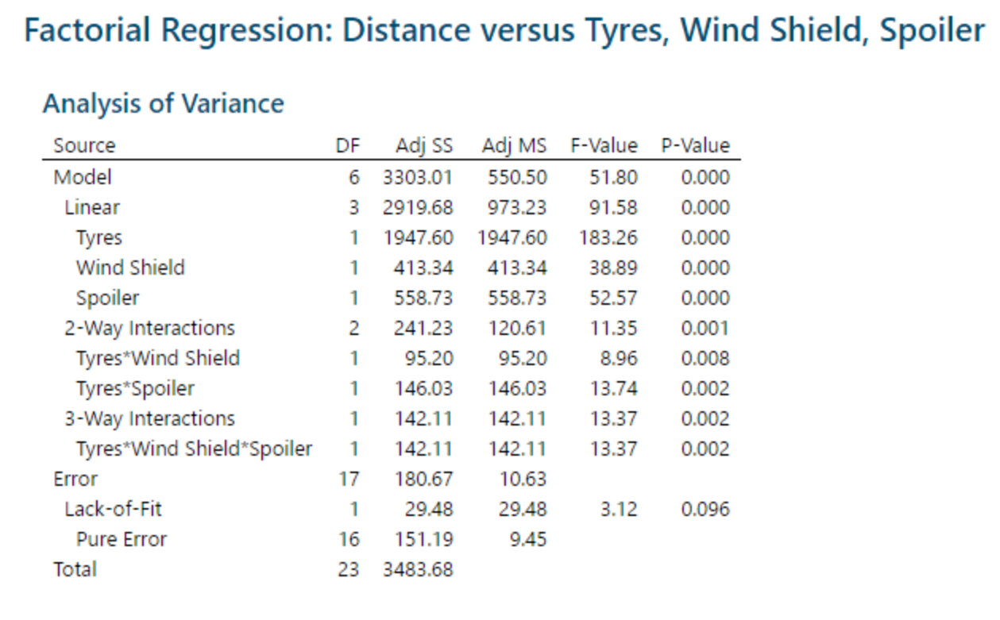 Factorial Regression: Distance versus Tyres, Wind Shield, Spoiler
Analysis of Variance
Source DF Adj SS Adj MS F-Value P-Value
Model 6 3303.01 550.50 51.80 0.000
Linear 3 2919.68 973.23 91.58 0.000
Tyres 1 1947.60 1947.60 183.26 0.000
Wind Shield 1 413.34 413.34 38.89 0.000
Spoiler 1 558.73 558.73 52.57 0.000
2-Way Interactions 2 241.23 120.61 11.35 0.001
Tyres*Wind Shield 1 95.20 95.20 8.96 0.008
Tyres*Spoiler 1 146.03 146.03 13.74 0.002
3-Way Interactions 1 142.11 142.11 13.37 0.002
Tyres*Wind Shield*Spoiler 1 142.11 142.11 13.37 0.002
Error 17 180.67 10.63
Lack-of-Fit 1 29.48 29.48 3.12 0.096
Pure Error 16 151.19 9.45
Total 23 3483.68